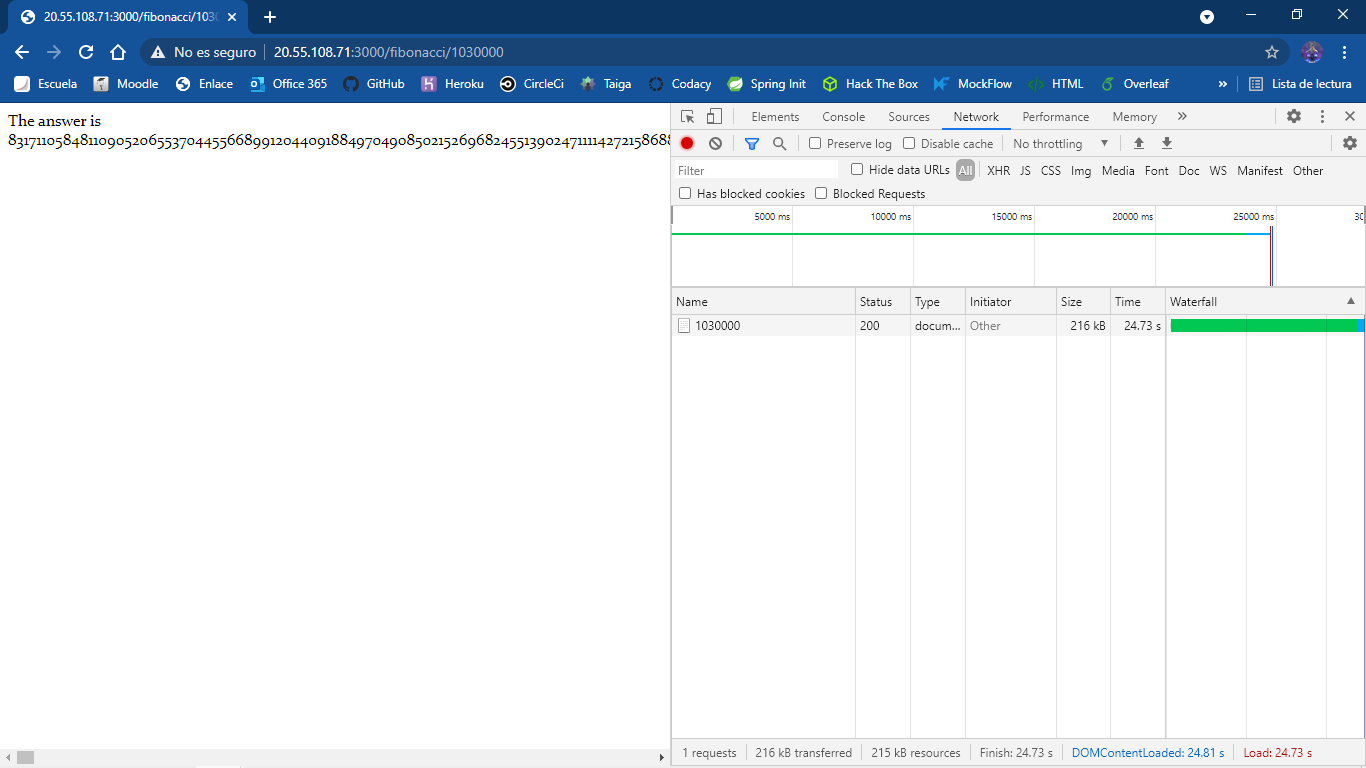 20.55.108.71:3000/fibonacci/1030
No es seguro 20.55.108.71:3000/fibonacci/1030000
Escuela Moodle Enlace Office 365 GitHub Heroku CircleCi Taiga Codacy Spring Init Hack The Box MockFlow HTML Overleaf » Lista de lectura
The answer is
831711058481109052065537044556689912044091884970490850215269682455139024711114272158688
Elements Console Sources Network Performance Memory »
Preserve log Disable cache No throttling
Filter Hide data URLs All XHR JS CSS Img Media Font Doc WS Manifest Other
Has blocked cookies Blocked Requests
5000 ms 10000 ms 15000 ms 20000 ms 25000 ms 30
Name Status Type Initiator Size Time Waterfall
1030000 200 docum... Other 216 kB 24.73 s
1 requests 216 kB transferred 215 kB resources Finish: 24.73 s DOMContentLoaded: 24.81 s Load: 24.73 s